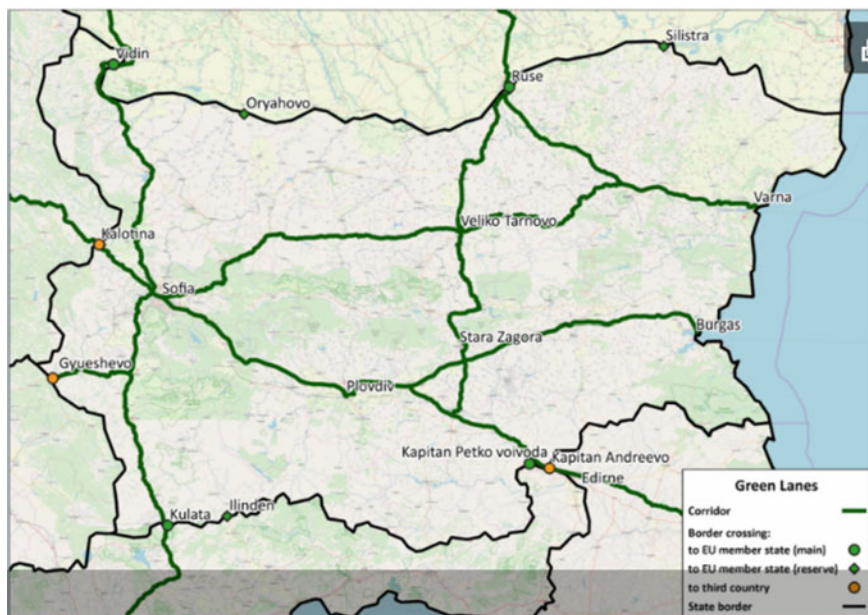 Vidin
Silistra
Ruse
Oryahovo
Varna
Veliko Tarnovo
Kalotina
Sofia
Burgas
Stara Zagora
Gyueshevo
Plovdiv
Kapitan Petko voivoda
Kapitan Andreevo
Edirne
Ilinden
Kulata
Green Lanes
Corridor
Border crossing:
to EU member state (main)
to EU member state (reserve)
to third country
State border